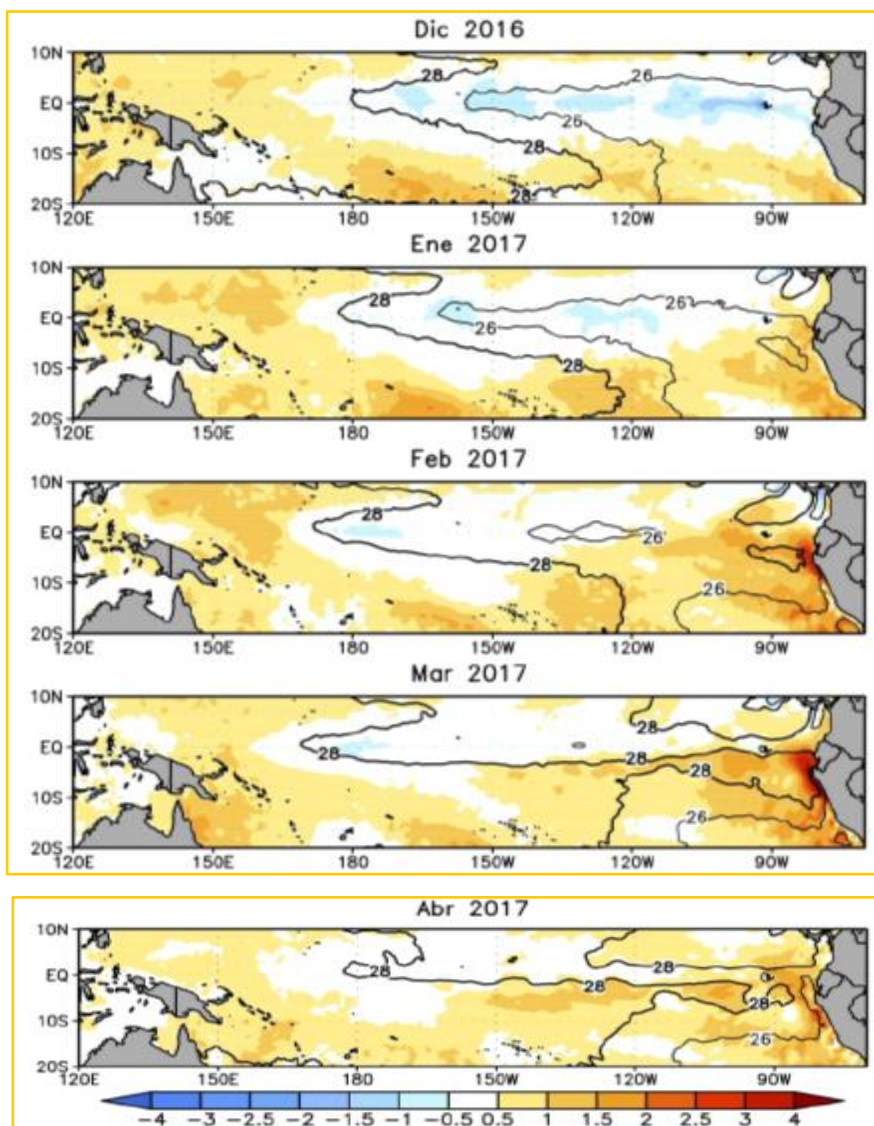 Dic 2016
10N
28
26
EQ
26
10S
28
28
20S
120E 150E 180 150W 120W 90W
Ene 2017
10N
28
26
EQ
26
10S
28
20S
120E 150E 180 150W 120W 90W
Feb 2017
10N
28
EQ
26
28
10S
26
20S
120E 150E 180 150W 120W 90W
Mar 2017
10N
28
EQ
28
28
28
10S
26
20S
120E 150E 180 150W 120W 90W
Abr 2017
10N
28
28
EQ
28
28
10S
26
20S
120E 150E 180 150W 120W 90W
-4 -3 -2.5 -2 -1.5 -1 -0.5 0.5 1 1.5 2 2.5 3 4